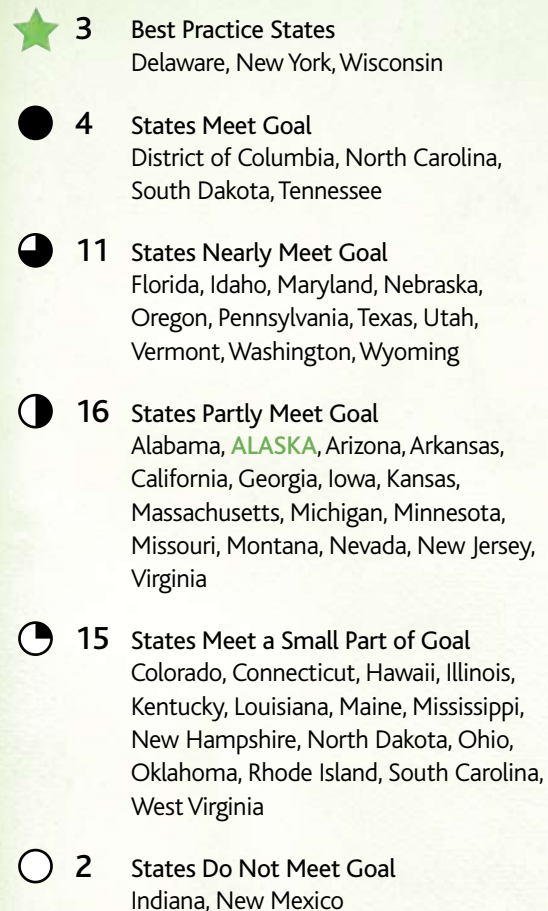 3 Best Practice States
Delaware, New York, Wisconsin
4 States Meet Goal
District of Columbia, North Carolina,
South Dakota, Tennessee
11 States Nearly Meet Goal
Florida, Idaho, Maryland, Nebraska,
Oregon, Pennsylvania, Texas, Utah,
Vermont, Washington, Wyoming
16 States Partly Meet Goal
Alabama, ALASKA, Arizona, Arkansas,
California, Georgia, Iowa, Kansas,
Massachusetts, Michigan, Minnesota,
Missouri, Montana, Nevada, New Jersey,
Virginia
15 States Meet a Small Part of Goal
Colorado, Connecticut, Hawaii, Illinois,
Kentucky, Louisiana, Maine, Mississippi,
New Hampshire, North Dakota, Ohio,
Oklahoma, Rhode Island, South Carolina,
West Virginia
2 States Do Not Meet Goal
Indiana, New Mexico